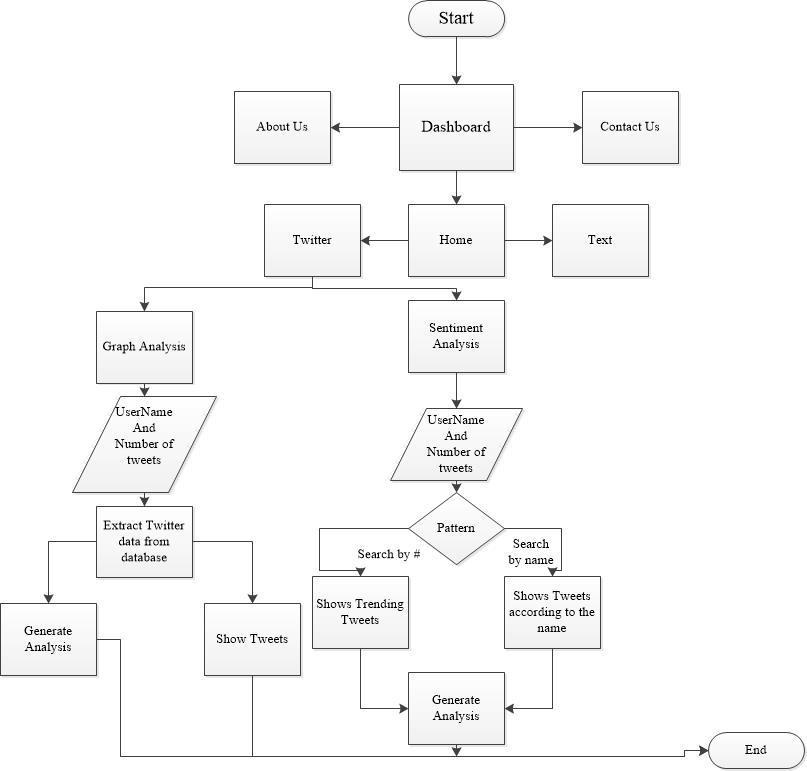 Start
About Us
Dashboard
Contact Us
Twitter
Home
Text
Graph Analysis
Sentiment
Analysis
UserName
And
Number of
tweets
UserName
And
Number of
tweets
Extract Twitter
data from
database
Pattern
Search by #
Search
by name
Generate
Analysis
Show Tweets
Shows Trending
Tweets
Shows Tweets
according to the
name
Generate
Analysis
End